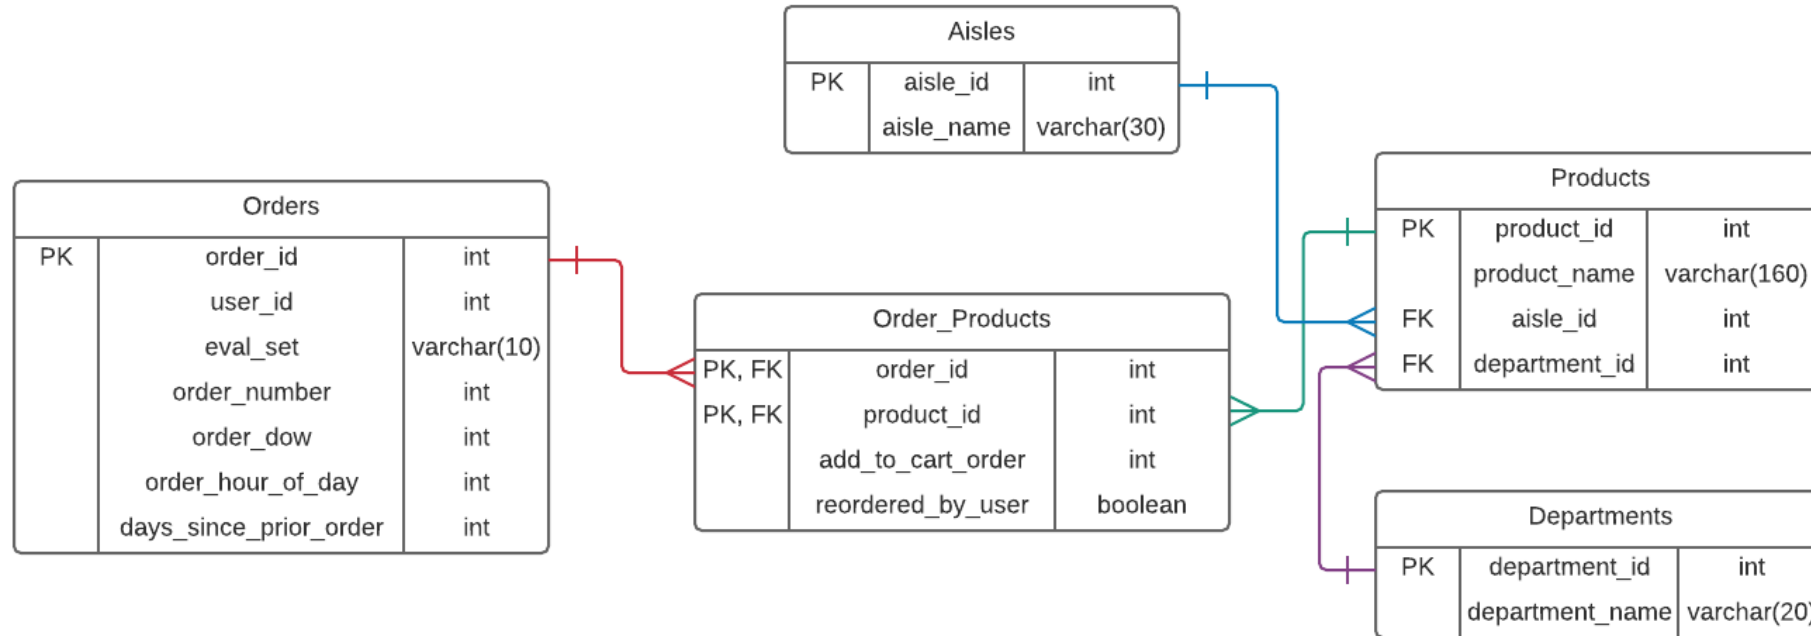 Aisles
PK aisle_id int
aisle_name varchar(30)
Orders
PK order_id int
user_id int
eval_set varchar(10)
order_number int
order_dow int
order_hour_of_day int
days_since_prior_order int
Order_Products
PK, FK order_id int
PK, FK product_id int
add_to_cart_order int
reordered_by_user boolean
Products
PK product_id int
product_name varchar(160)
FK aisle_id int
FK department_id int
Departments
PK department_id int
department_name varchar(20)